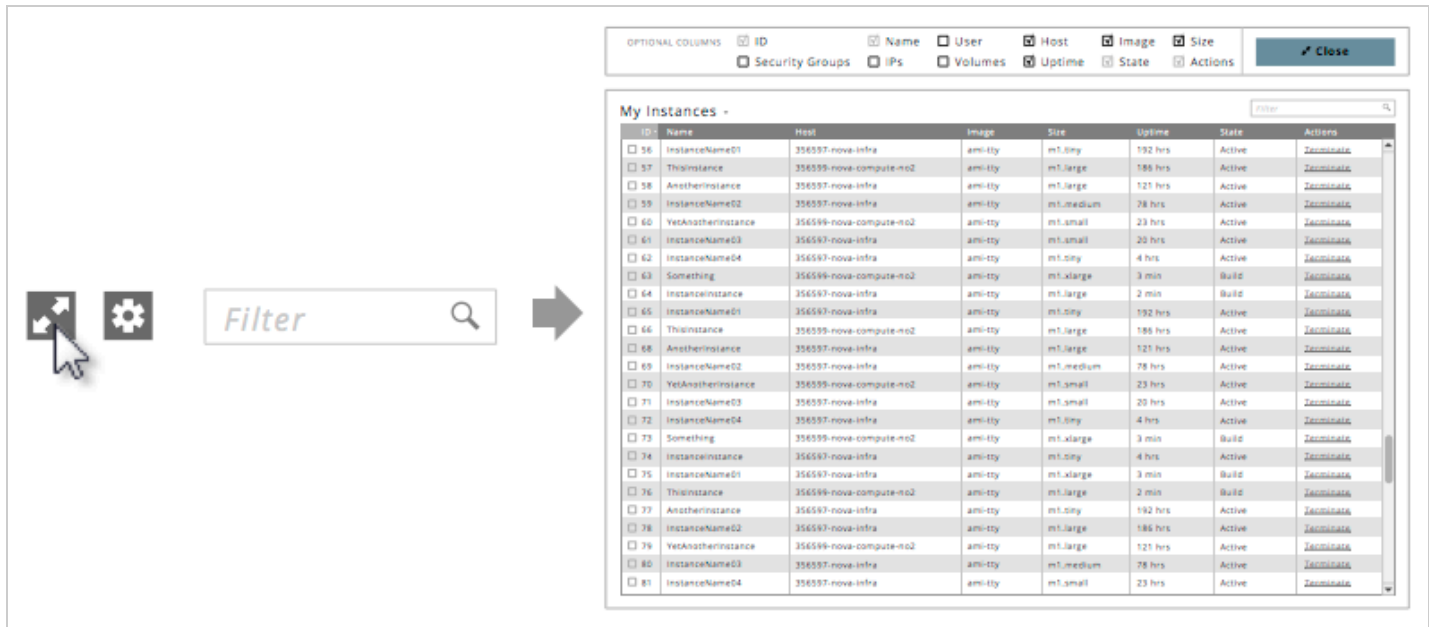 Filter
OPTIONAL COLUMNS ID Name User Host Image Size
Security Groups IPs Volumes Uptime State Actions
Close
My Instances
Filter
ID Name Host Image Size Uptime State Actions
56 InstanceName01 356597-nova-infra ami-tty m1.tiny 192 hrs Active Terminate
57 ThisInstance 356599-nova-compute-no2 ami-tty m1.large 186 hrs Active Terminate
58 AnotherInstance 356597-nova-infra ami-tty m1.large 121 hrs Active Terminate
59 InstanceName02 356597-nova-infra ami-tty m1.medium 78 hrs Active Terminate
60 YetAnotherInstance 356599-nova-compute-no2 ami-tty m1.small 23 hrs Active Terminate
61 InstanceName03 356597-nova-infra ami-tty m1.small 20 hrs Active Terminate
62 InstanceName04 356597-nova-infra ami-tty m1.tiny 4 hrs Active Terminate
63 Something 356599-nova-compute-no2 ami-tty m1.xlarge 3 min Build Terminate
64 InstanceInstance 356597-nova-infra ami-tty m1.large 2 min Build Terminate
65 InstanceName01 356597-nova-infra ami-tty m1.tiny 192 hrs Active Terminate
66 ThisInstance 356599-nova-compute-no2 ami-tty m1.large 186 hrs Active Terminate
68 AnotherInstance 356597-nova-infra ami-tty m1.large 121 hrs Active Terminate
69 InstanceName02 356597-nova-infra ami-tty m1.medium 78 hrs Active Terminate
70 YetAnotherInstance 356599-nova-compute-no2 ami-tty m1.small 23 hrs Active Terminate
71 InstanceName03 356597-nova-infra ami-tty m1.small 20 hrs Active Terminate
72 InstanceName04 356597-nova-infra ami-tty m1.tiny 4 hrs Active Terminate
73 Something 356599-nova-compute-no2 ami-tty m1.xlarge 3 min Build Terminate
74 InstanceInstance 356597-nova-infra ami-tty m1.tiny 4 hrs Active Terminate
75 InstanceName01 356597-nova-infra ami-tty m1.xlarge 3 min Build Terminate
76 ThisInstance 356599-nova-compute-no2 ami-tty m1.large 2 min Build Terminate
77 AnotherInstance 356597-nova-infra ami-tty m1.tiny 192 hrs Active Terminate
78 InstanceName02 356597-nova-infra ami-tty m1.large 186 hrs Active Terminate
79 YetAnotherInstance 356599-nova-compute-no2 ami-tty m1.large 121 hrs Active Terminate
80 InstanceName03 356597-nova-infra ami-tty m1.medium 78 hrs Active Terminate
81 InstanceName04 356597-nova-infra ami-tty m1.small 23 hrs Active Terminate